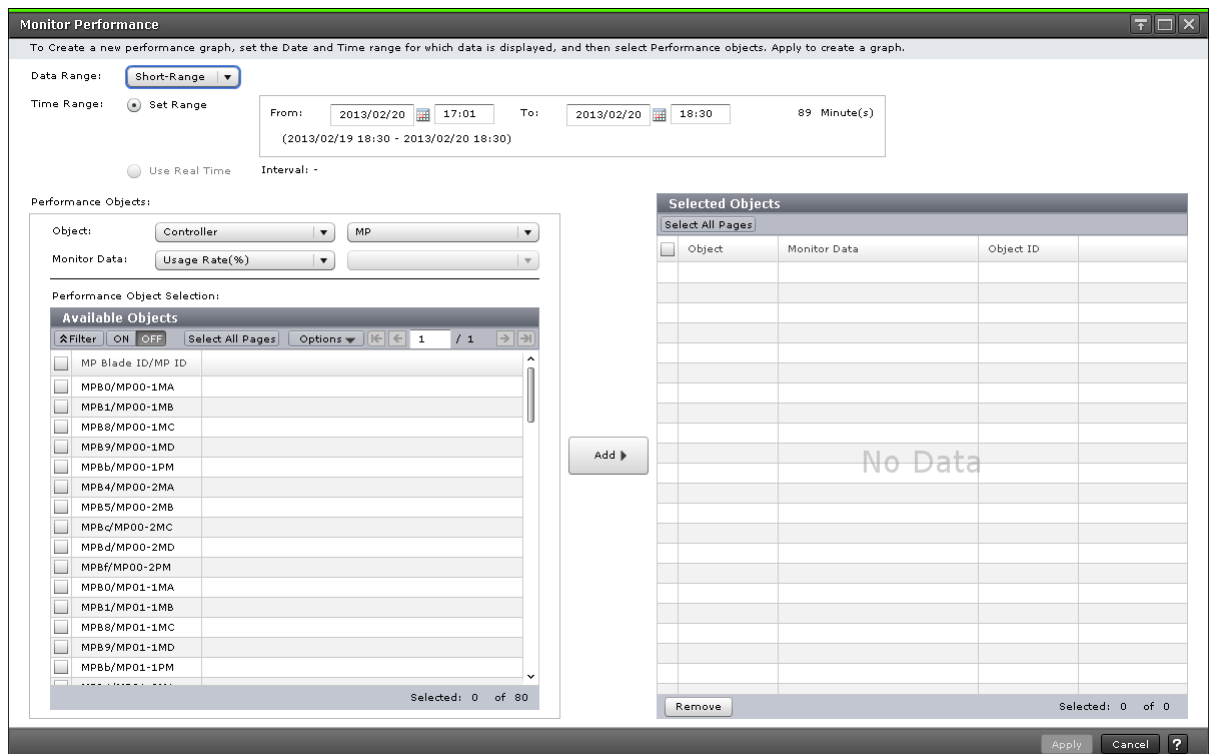 Monitor Performance
To Create a new performance graph, set the Date and Time range for which data is displayed, and then select Performance objects. Apply to create a graph.
Data Range: Short-Range
Time Range: Set Range
From: 2013/02/20 17:01 To: 2013/02/20 18:30 89 Minute(s)
(2013/02/19 18:30 - 2013/02/20 18:30)
Use Real Time Interval: -
Performance Objects:
Object: Controller MP
Monitor Data: Usage Rate(%)
Performance Object Selection:
Available Objects
Filter ON OFF Select All Pages Options 1 / 1
MP Blade ID/MP ID
MPB0/MP00-1MA
MPB1/MP00-1MB
MPB8/MP00-1MC
MPB9/MP00-1MD
MPBb/MP00-1PM
MPB4/MP00-2MA
MPB5/MP00-2MB
MPBc/MP00-2MC
MPBd/MP00-2MD
MPBf/MP00-2PM
MPB0/MP01-1MA
MPB1/MP01-1MB
MPB8/MP01-1MC
MPB9/MP01-1MD
MPBb/MP01-1PM
Selected: 0 of 80
Add
Selected Objects
Select All Pages
Object Monitor Data Object ID
No Data
Remove Selected: 0 of 0
Apply Cancel ?